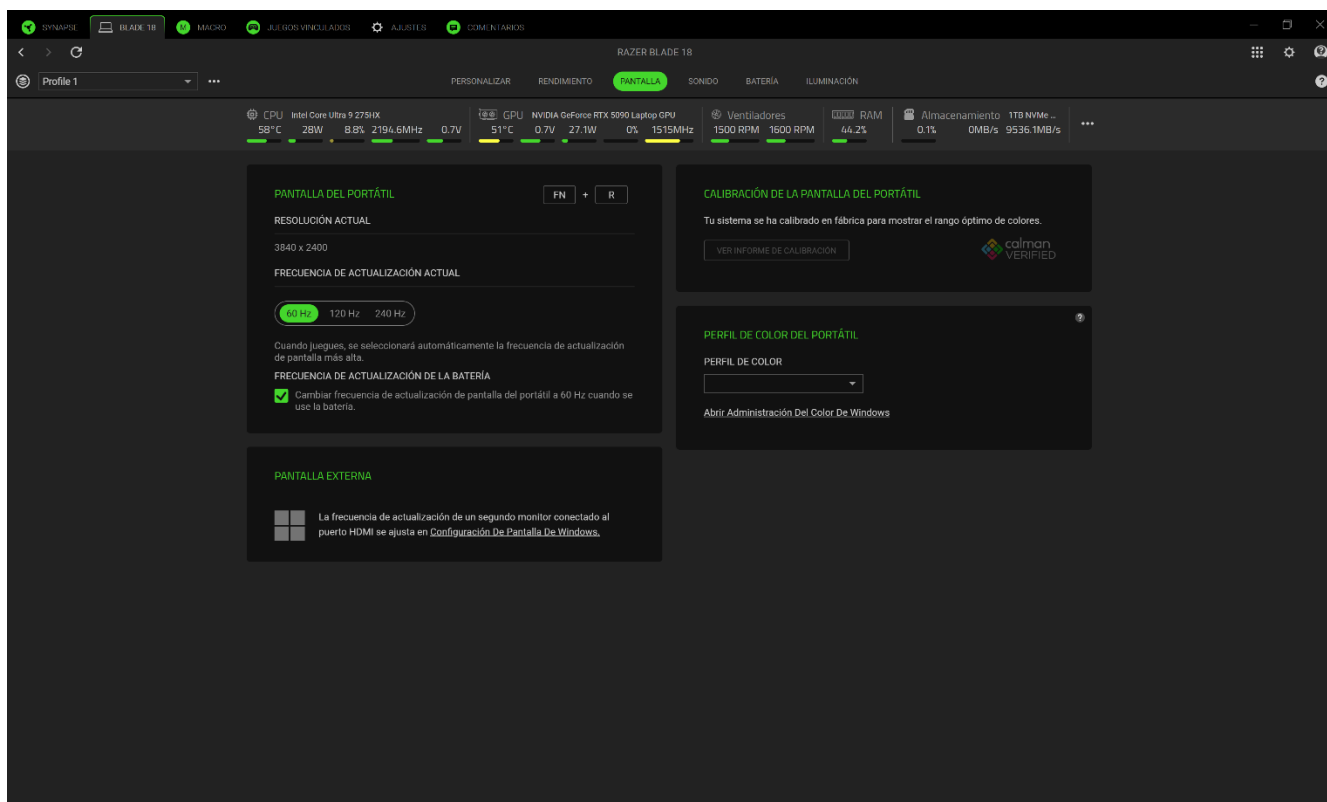 SYNAPSE BLADE 18 MACRO JUEGOS VINCULADOS AJUSTES COMENTARIOS
RAZER BLADE 18
Profile 1
PERSONALIZAR RENDIMIENTO PANTALLA SONIDO BATERÍA ILUMINACIÓN
CPU Intel Core Ultra 9 275HX
58°C 28W 8.8% 2194.6MHz 0.7V
GPU NVIDIA GeForce RTX 5090 Laptop GPU
51°C 0.7V 27.1W 0% 1515MHz
Ventiladores
1500 RPM 1600 RPM
RAM
44.2%
Almacenamiento 1TB NVMe ...
0.1% 0MB/s 9536.1MB/s
PANTALLA DEL PORTÁTIL
FN + R
RESOLUCIÓN ACTUAL
3840 x 2400
FRECUENCIA DE ACTUALIZACIÓN ACTUAL
60 Hz 120 Hz 240 Hz
Cuando juegues, se seleccionará automáticamente la frecuencia de actualización
de pantalla más alta.
FRECUENCIA DE ACTUALIZACIÓN DE LA BATERÍA
Cambiar frecuencia de actualización de pantalla del portátil a 60 Hz cuando se
use la batería.
PANTALLA EXTERNA
La frecuencia de actualización de un segundo monitor conectado al
puerto HDMI se ajusta en Configuración De Pantalla De Windows.
CALIBRACIÓN DE LA PANTALLA DEL PORTÁTIL
Tu sistema se ha calibrado en fábrica para mostrar el rango óptimo de colores.
VER INFORME DE CALIBRACIÓN
calman
VERIFIED
PERFIL DE COLOR DEL PORTÁTIL
PERFIL DE COLOR
Abrir Administración Del Color De Windows